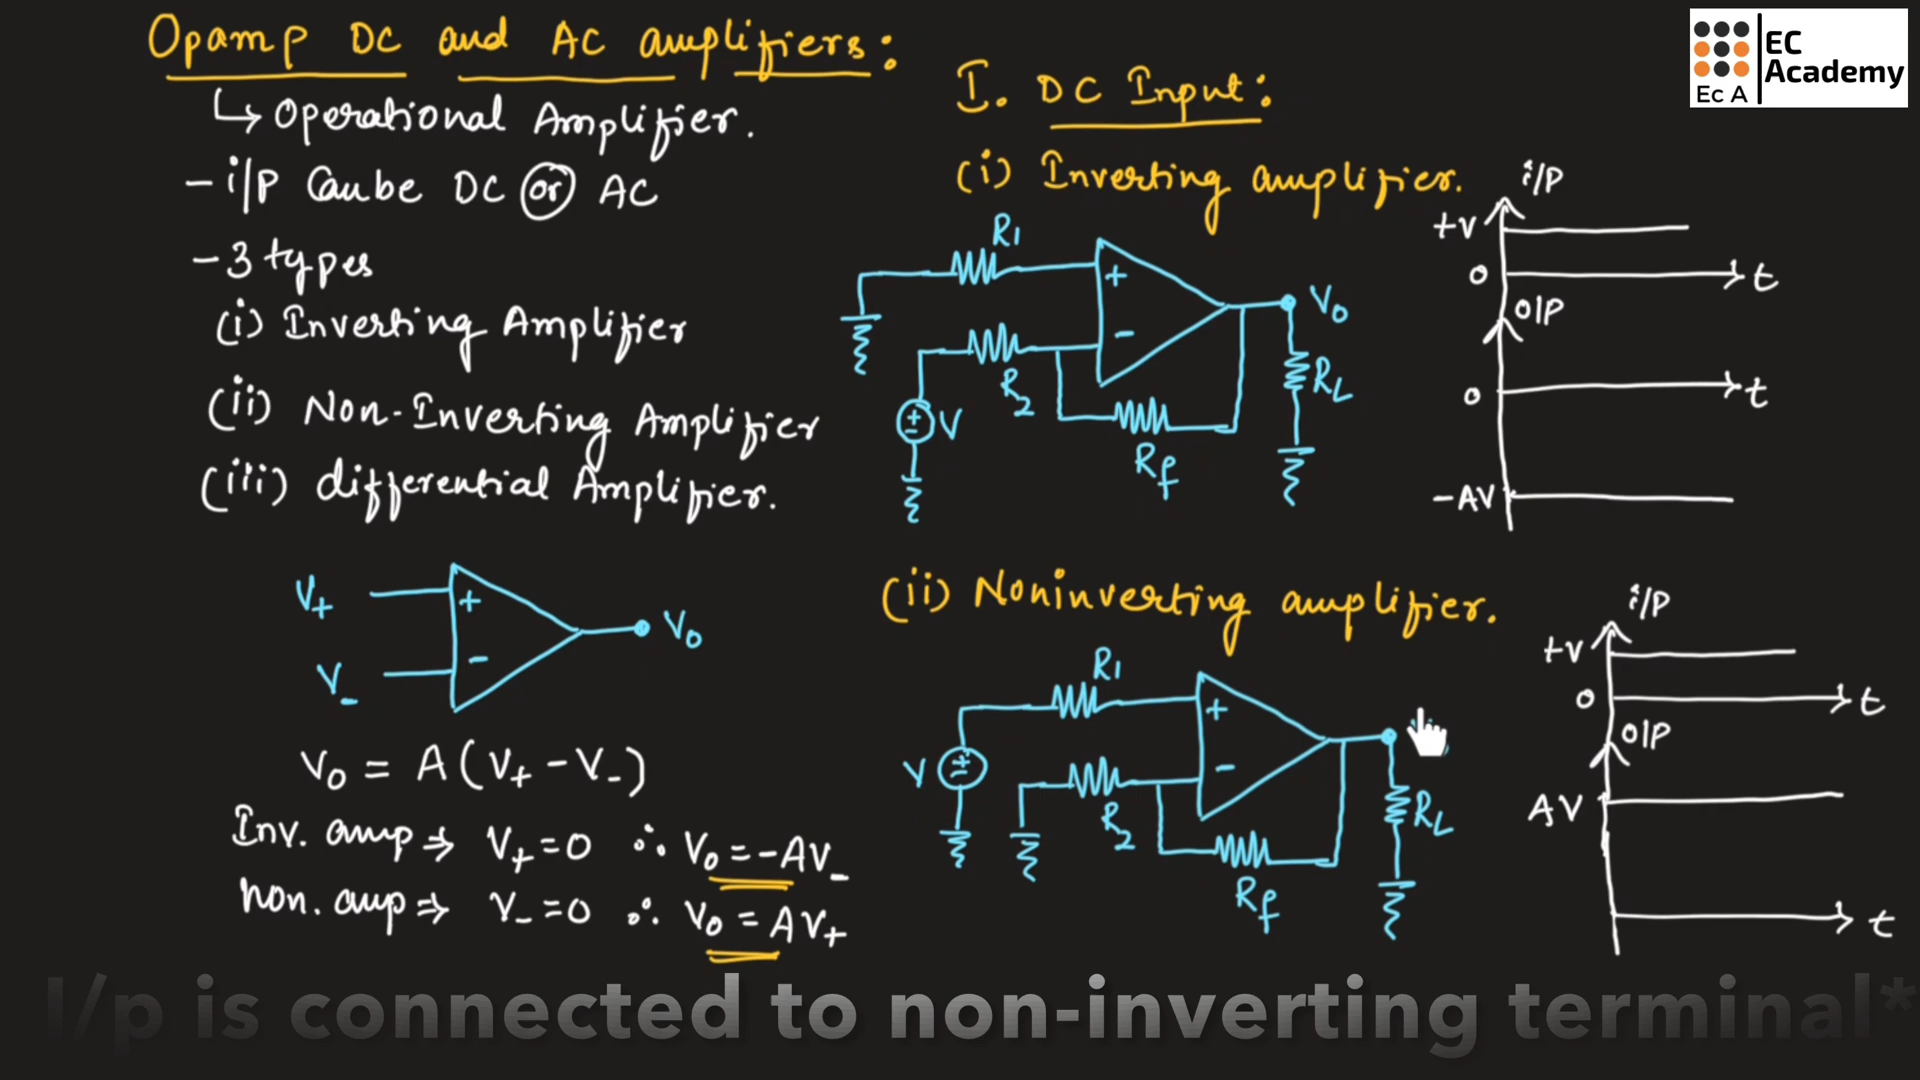 Opamp DC and AC amplifiers:
↳ Operational Amplifier.
- i/P Can be DC or AC
- 3 types
(i) Inverting Amplifier
(ii) Non-Inverting Amplifier
(iii) differential Amplifier.
V+
+
V-
-
Vo
Vo = A(V+ - V-)
Inv. amp ⇒ V+ = 0 ∴ Vo = -AV-
Non. amp ⇒ V- = 0 ∴ Vo = AV+
I. DC Input:
(i) Inverting amplifier.
R1
+
-
R2
V
Rf
Vo
RL
i/P
+V
0
t
O/P
0
t
-AV
(ii) Noninverting amplifier.
R1
+
-
V
R2
Rf
RL
i/P
+V
0
t
O/P
AV
t
EC
Academy
Ec A
I/p is connected to non-inverting terminal*